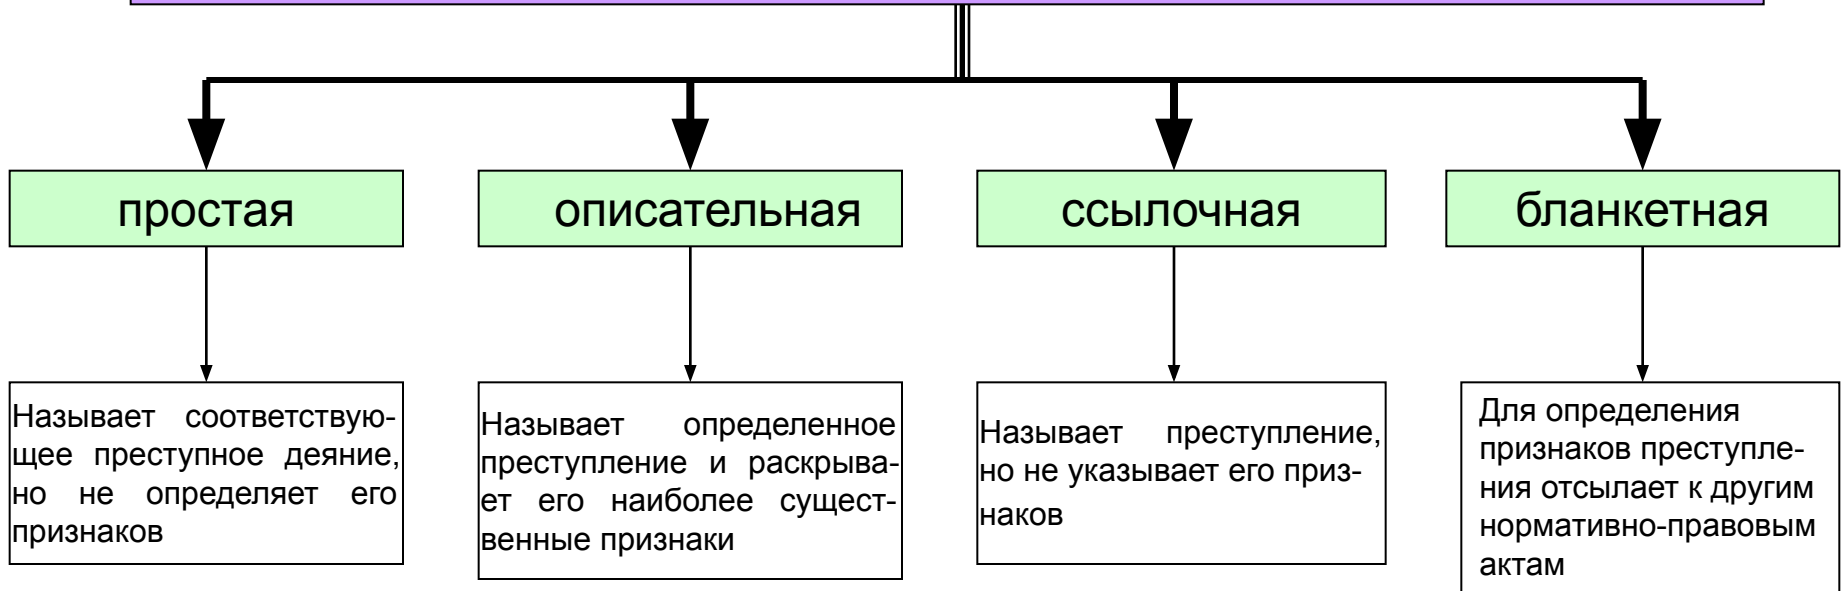 простая
описательная
ссылочная
бланкетная
Называет соответствую-
щее преступное деяние,
но не определяет его
признаков
Называет определенное
преступление и раскрыва-
ет его наиболее сущест-
венные признаки
Называет преступление,
но не указывает его приз-
наков
Для определения
признаков преступле-
ния отсылает к другим
нормативно-правовым
актам